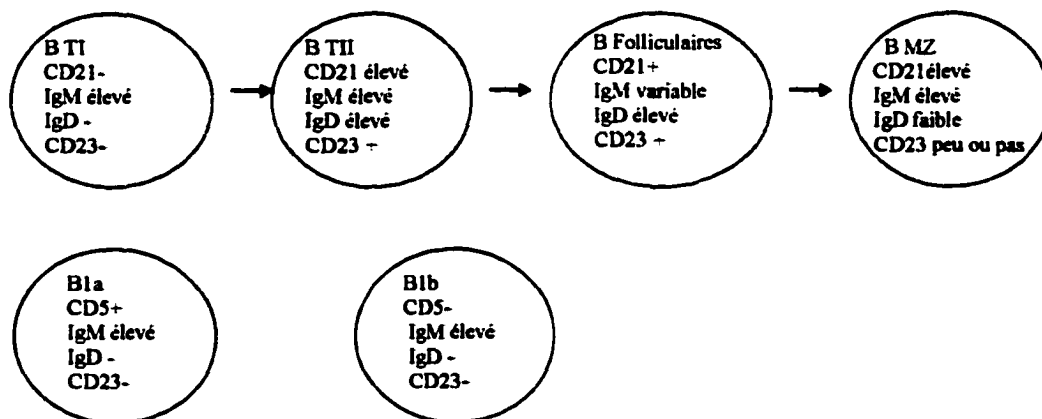 B TI
CD21-
IgM élevé
IgD -
CD23-
B TII
CD21 élevé
IgM élevé
IgD élevé
CD23 +
B Folliculaires
CD21+
IgM variable
IgD élevé
CD23 +
B MZ
CD21élevé
IgM élevé
IgD faible
CD23 peu ou pas
B1a
CD5+
IgM élevé
IgD -
CD23-
B1b
CD5-
IgM élevé
IgD -
CD23-